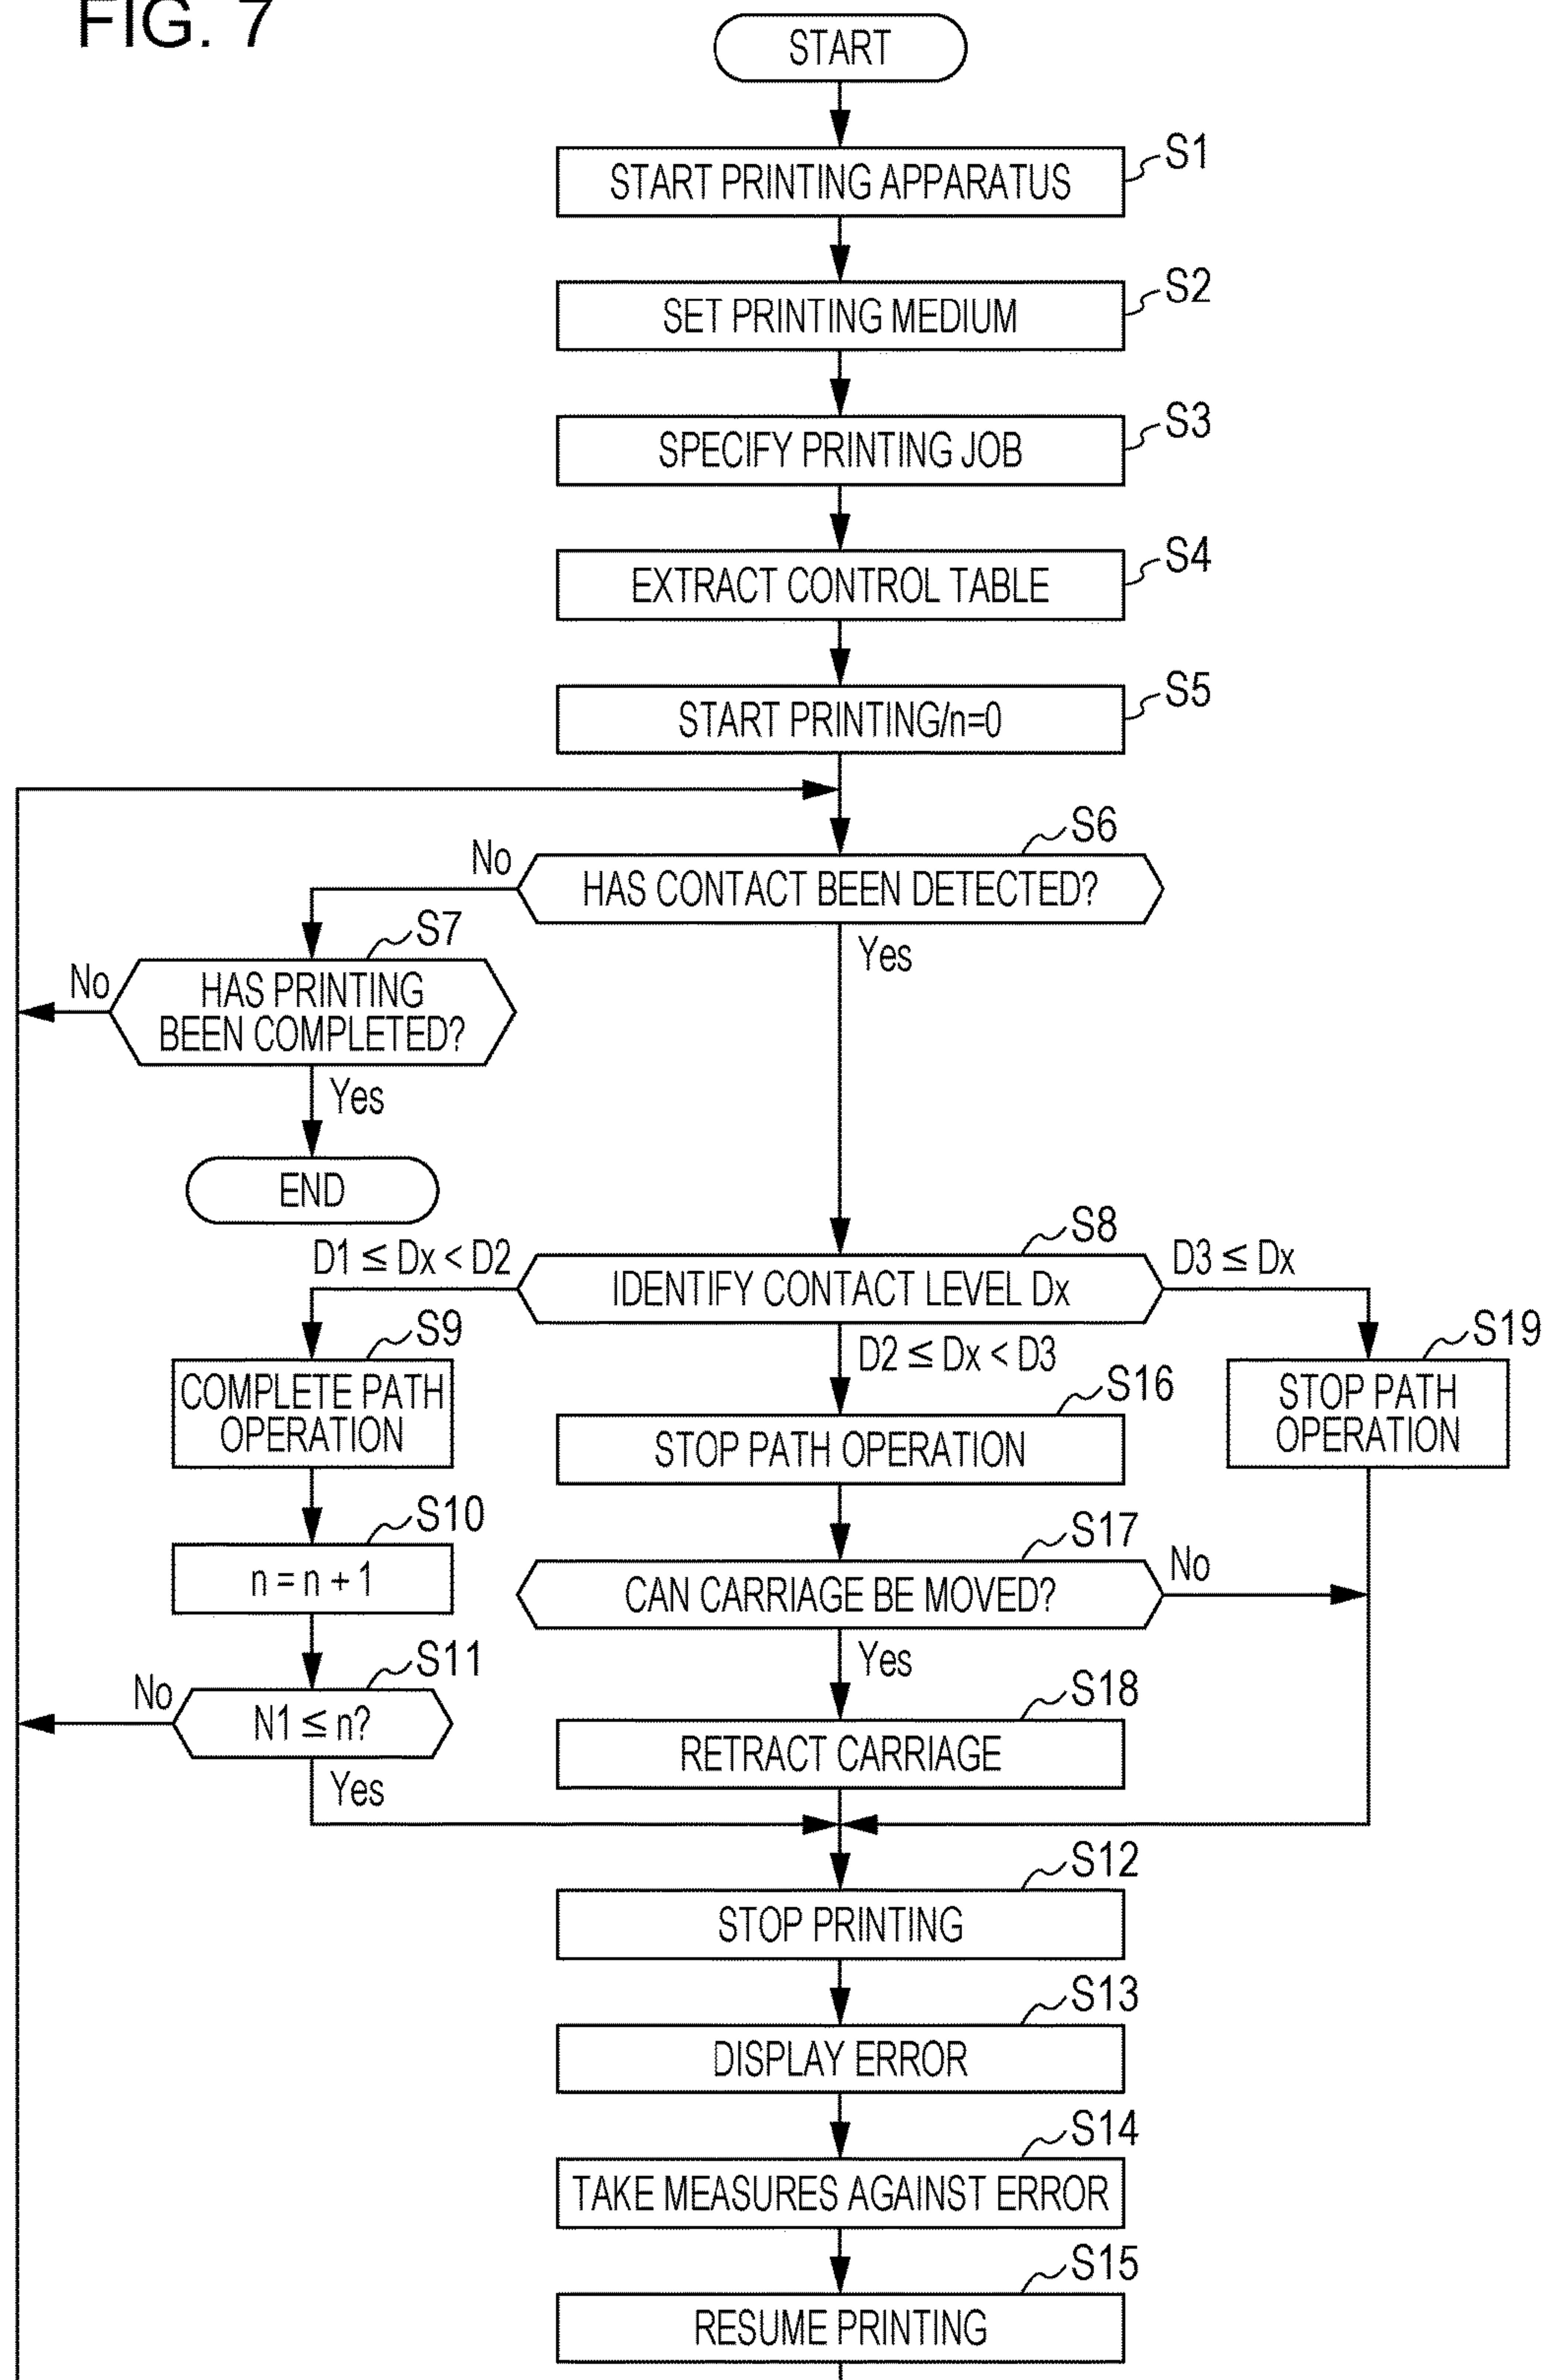 FIG. 7
START
START PRINTING APPARATUS
S1
SET PRINTING MEDIUM
S2
SPECIFY PRINTING JOB
S3
EXTRACT CONTROL TABLE
S4
START PRINTING/n=0
S5
S6
No
HAS CONTACT BEEN DETECTED?
Yes
S7
No
HAS PRINTING
BEEN COMPLETED?
Yes
END
S8
D1 ≤ Dx < D2
IDENTIFY CONTACT LEVEL Dx
D3 ≤ Dx
D2 ≤ Dx < D3
S9
COMPLETE PATH
OPERATION
S16
STOP PATH OPERATION
S19
STOP PATH
OPERATION
S10
n = n + 1
S17
CAN CARRIAGE BE MOVED?
No
Yes
S11
No
N1 ≤ n?
Yes
S18
RETRACT CARRIAGE
S12
STOP PRINTING
S13
DISPLAY ERROR
S14
TAKE MEASURES AGAINST ERROR
S15
RESUME PRINTING